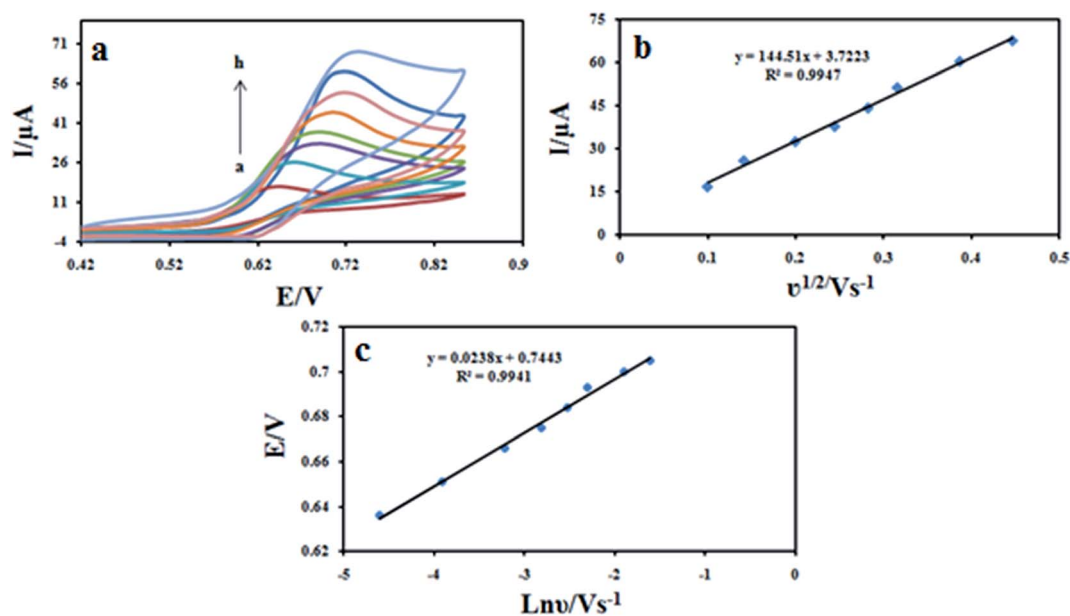 a
71
56
41
26
11
-4
I/μA
h
a
0.42 0.52 0.62 0.72 0.82 0.9
E/V
b
75
60
45
30
15
0
I/μA
y = 144.51x + 3.7223
R² = 0.9947
0 0.1 0.2 0.3 0.4 0.5
υ1/2/Vs-1
c
0.72
0.7
0.68
0.66
0.64
0.62
E/V
y = 0.0238x + 0.7443
R² = 0.9941
-5 -4 -3 -2 -1 0
Lnυ/Vs-1